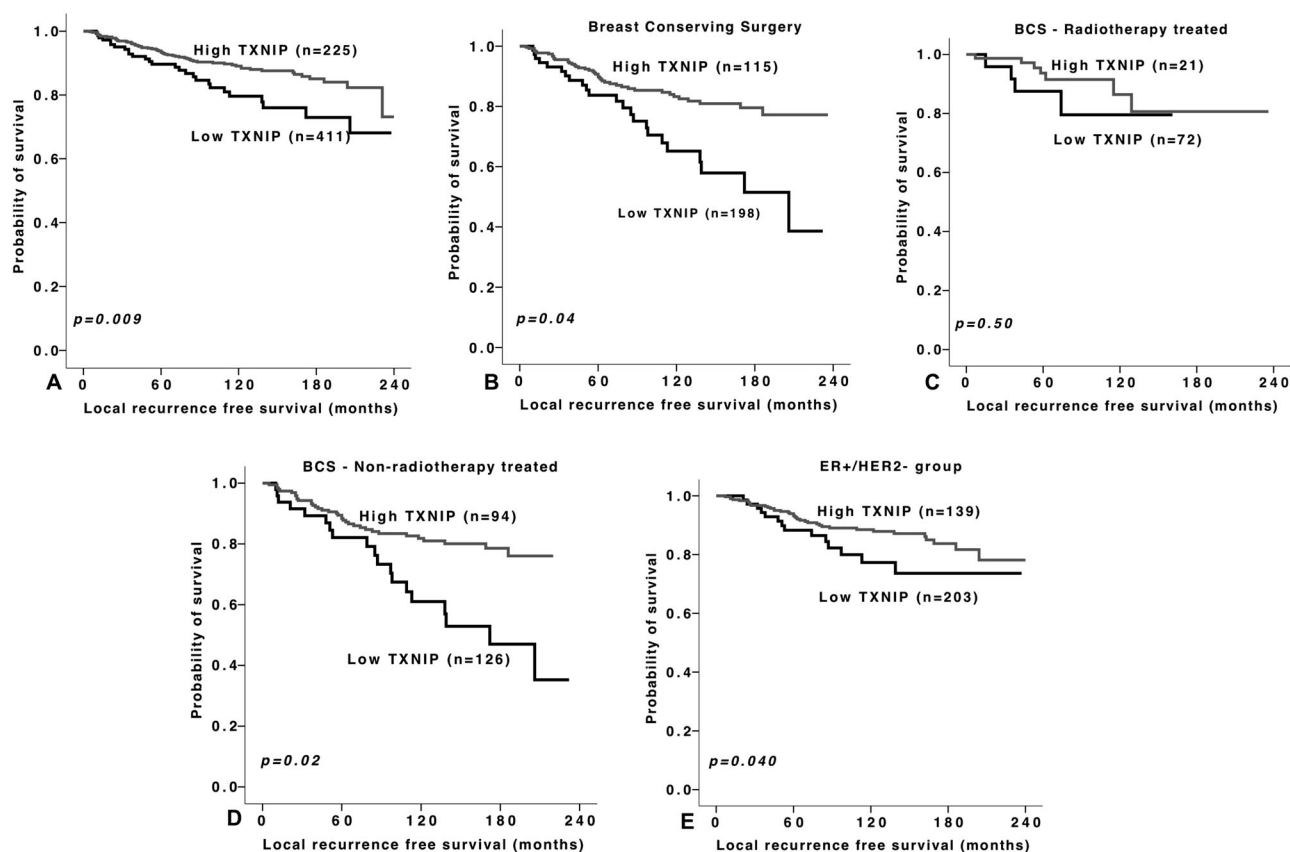 1.0
0.8
0.6
0.4
0.2
0.0
Probability of survival
High TXNIP (n=225)
Low TXNIP (n=411)
p=0.009
A
0 60 120 180 240
Local recurrence free survival (months)
Breast Conserving Surgery
1.0
0.8
0.6
0.4
0.2
0.0
Probability of survival
High TXNIP (n=115)
Low TXNIP (n=198)
p=0.04
B
0 60 120 180 240
Local recurrence free survival (months)
BCS - Radiotherapy treated
1.0
0.8
0.6
0.4
0.2
0.0
Probability of survival
High TXNIP (n=21)
Low TXNIP (n=72)
p=0.50
C
0 60 120 180 240
Local recurrence free survival (months)
BCS - Non-radiotherapy treated
1.0
0.8
0.6
0.4
0.2
0.0
Probability of survival
High TXNIP (n=94)
Low TXNIP (n=126)
p=0.02
D
0 60 120 180 240
Local recurrence free survival (months)
ER+/HER2- group
1.0
0.8
0.6
0.4
0.2
0.0
Probability of survival
High TXNIP (n=139)
Low TXNIP (n=203)
p=0.040
E
0 60 120 180 240
Local recurrence free survival (months)